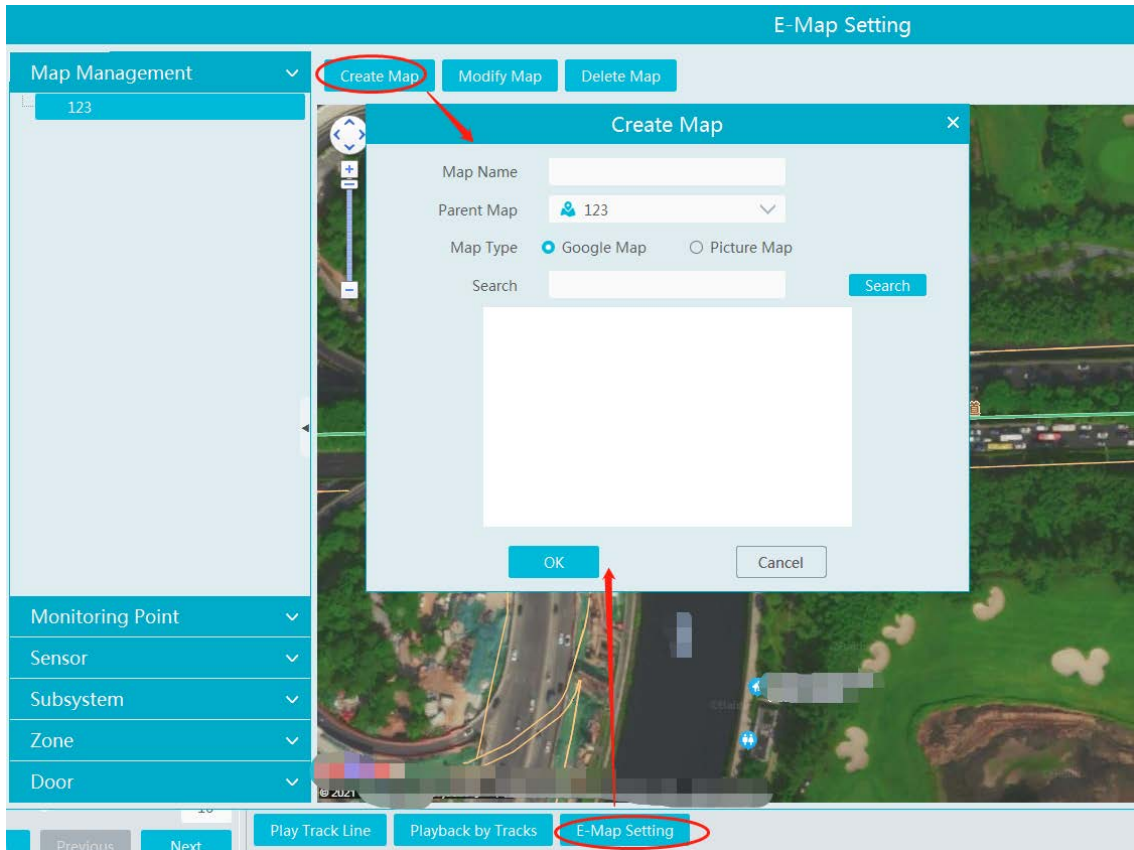 E-Map Setting
Map Management
123
Create Map
Modify Map
Delete Map
Create Map
Map Name
Parent Map
123
Map Type
Google Map
Picture Map
Search
Search
OK
Cancel
Monitoring Point
Sensor
Subsystem
Zone
Door
© 2021
Previous
Next
Play Track Line
Playback by Tracks
E-Map Setting